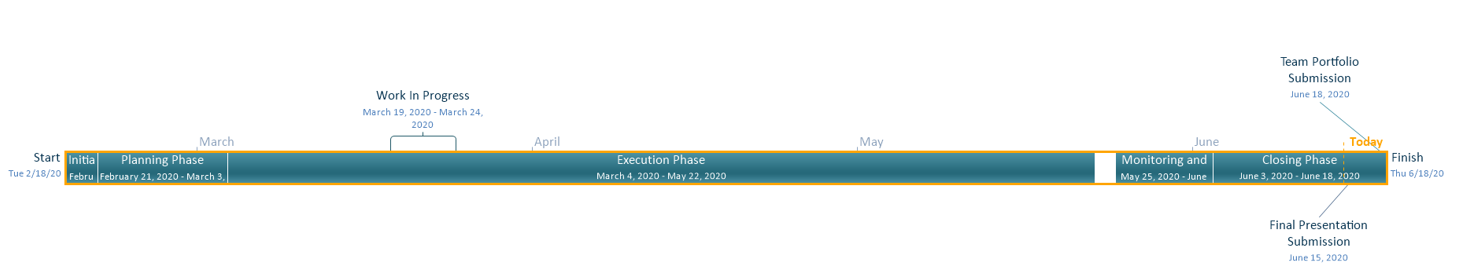 Team Portfolio
Submission
June 18, 2020
Work In Progress
March 19, 2020 - March 24,
2020
March
April
May
June
Today
Start
Tue 2/18/20
Initia
Febru
Planning Phase
February 21, 2020 - March 3,
Execution Phase
March 4, 2020 - May 22, 2020
Monitoring and
May 25, 2020 - June
Closing Phase
June 3, 2020 - June 18, 2020
Finish
Thu 6/18/20
Final Presentation
Submission
June 15, 2020